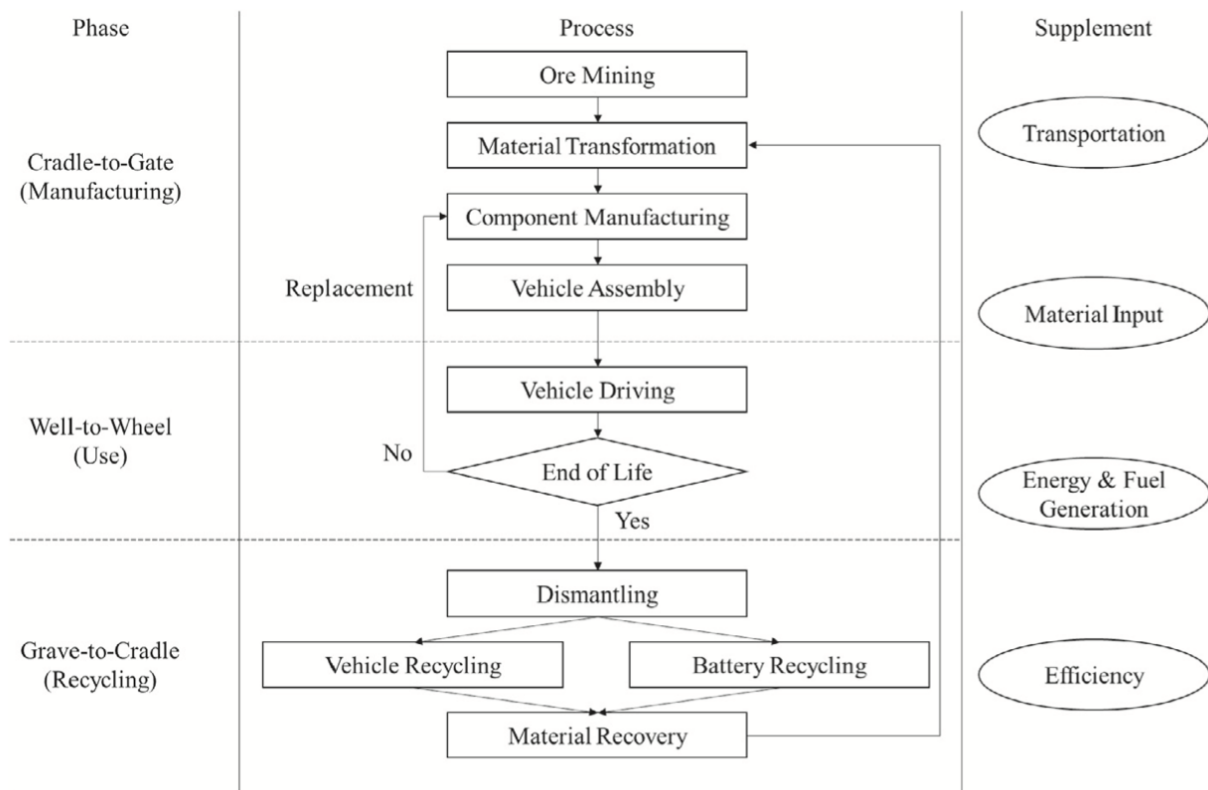 Phase
Process
Supplement
Ore Mining
Transportation
Material Transformation
Cradle-to-Gate
(Manufacturing)
Component Manufacturing
Replacement
Vehicle Assembly
Material Input
Vehicle Driving
Well-to-Wheel
(Use)
No
End of Life
Energy & Fuel
Generation
Yes
Dismantling
Grave-to-Cradle
(Recycling)
Vehicle Recycling
Battery Recycling
Efficiency
Material Recovery